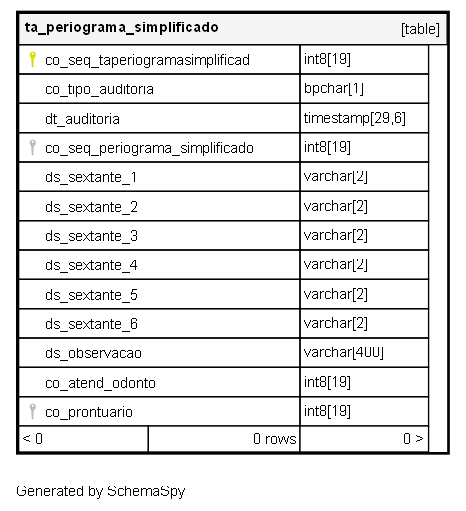 ta_periograma_simplificado [table]
co_seq_taperiogramasimplificad int8[19]
co_tipo_auditoria bpchar[1]
dt_auditoria timestamp[29,6]
co_seq_periograma_simplificado int8[19]
ds_sextante_1 varchar[2]
ds_sextante_2 varchar[2]
ds_sextante_3 varchar[2]
ds_sextante_4 varchar[2]
ds_sextante_5 varchar[2]
ds_sextante_6 varchar[2]
ds_observacao varchar[400]
co_atend_odonto int8[19]
co_prontuario int8[19]
< 0 0 rows 0 >
Generated by SchemaSpy